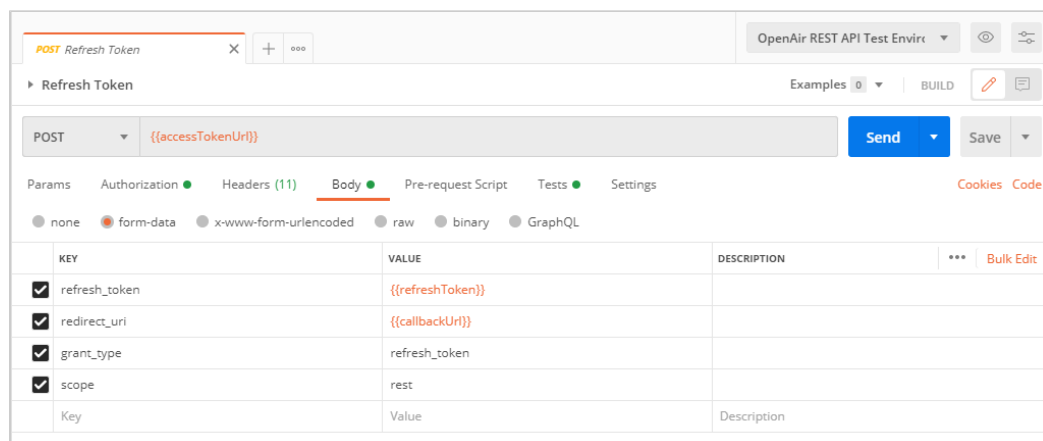 POST Refresh Token
OpenAir REST API Test Enviro
Refresh Token
Examples 0
BUILD
POST
{{accessTokenUrl}}
Send
Save
Params Authorization Headers (11) Body Pre-request Script Tests Settings Cookies Code
none form-data x-www-form-urlencoded raw binary GraphQL
KEY VALUE DESCRIPTION Bulk Edit
refresh_token {{refreshToken}}
redirect_uri {{callbackUrl}}
grant_type refresh_token
scope rest
Key Value Description